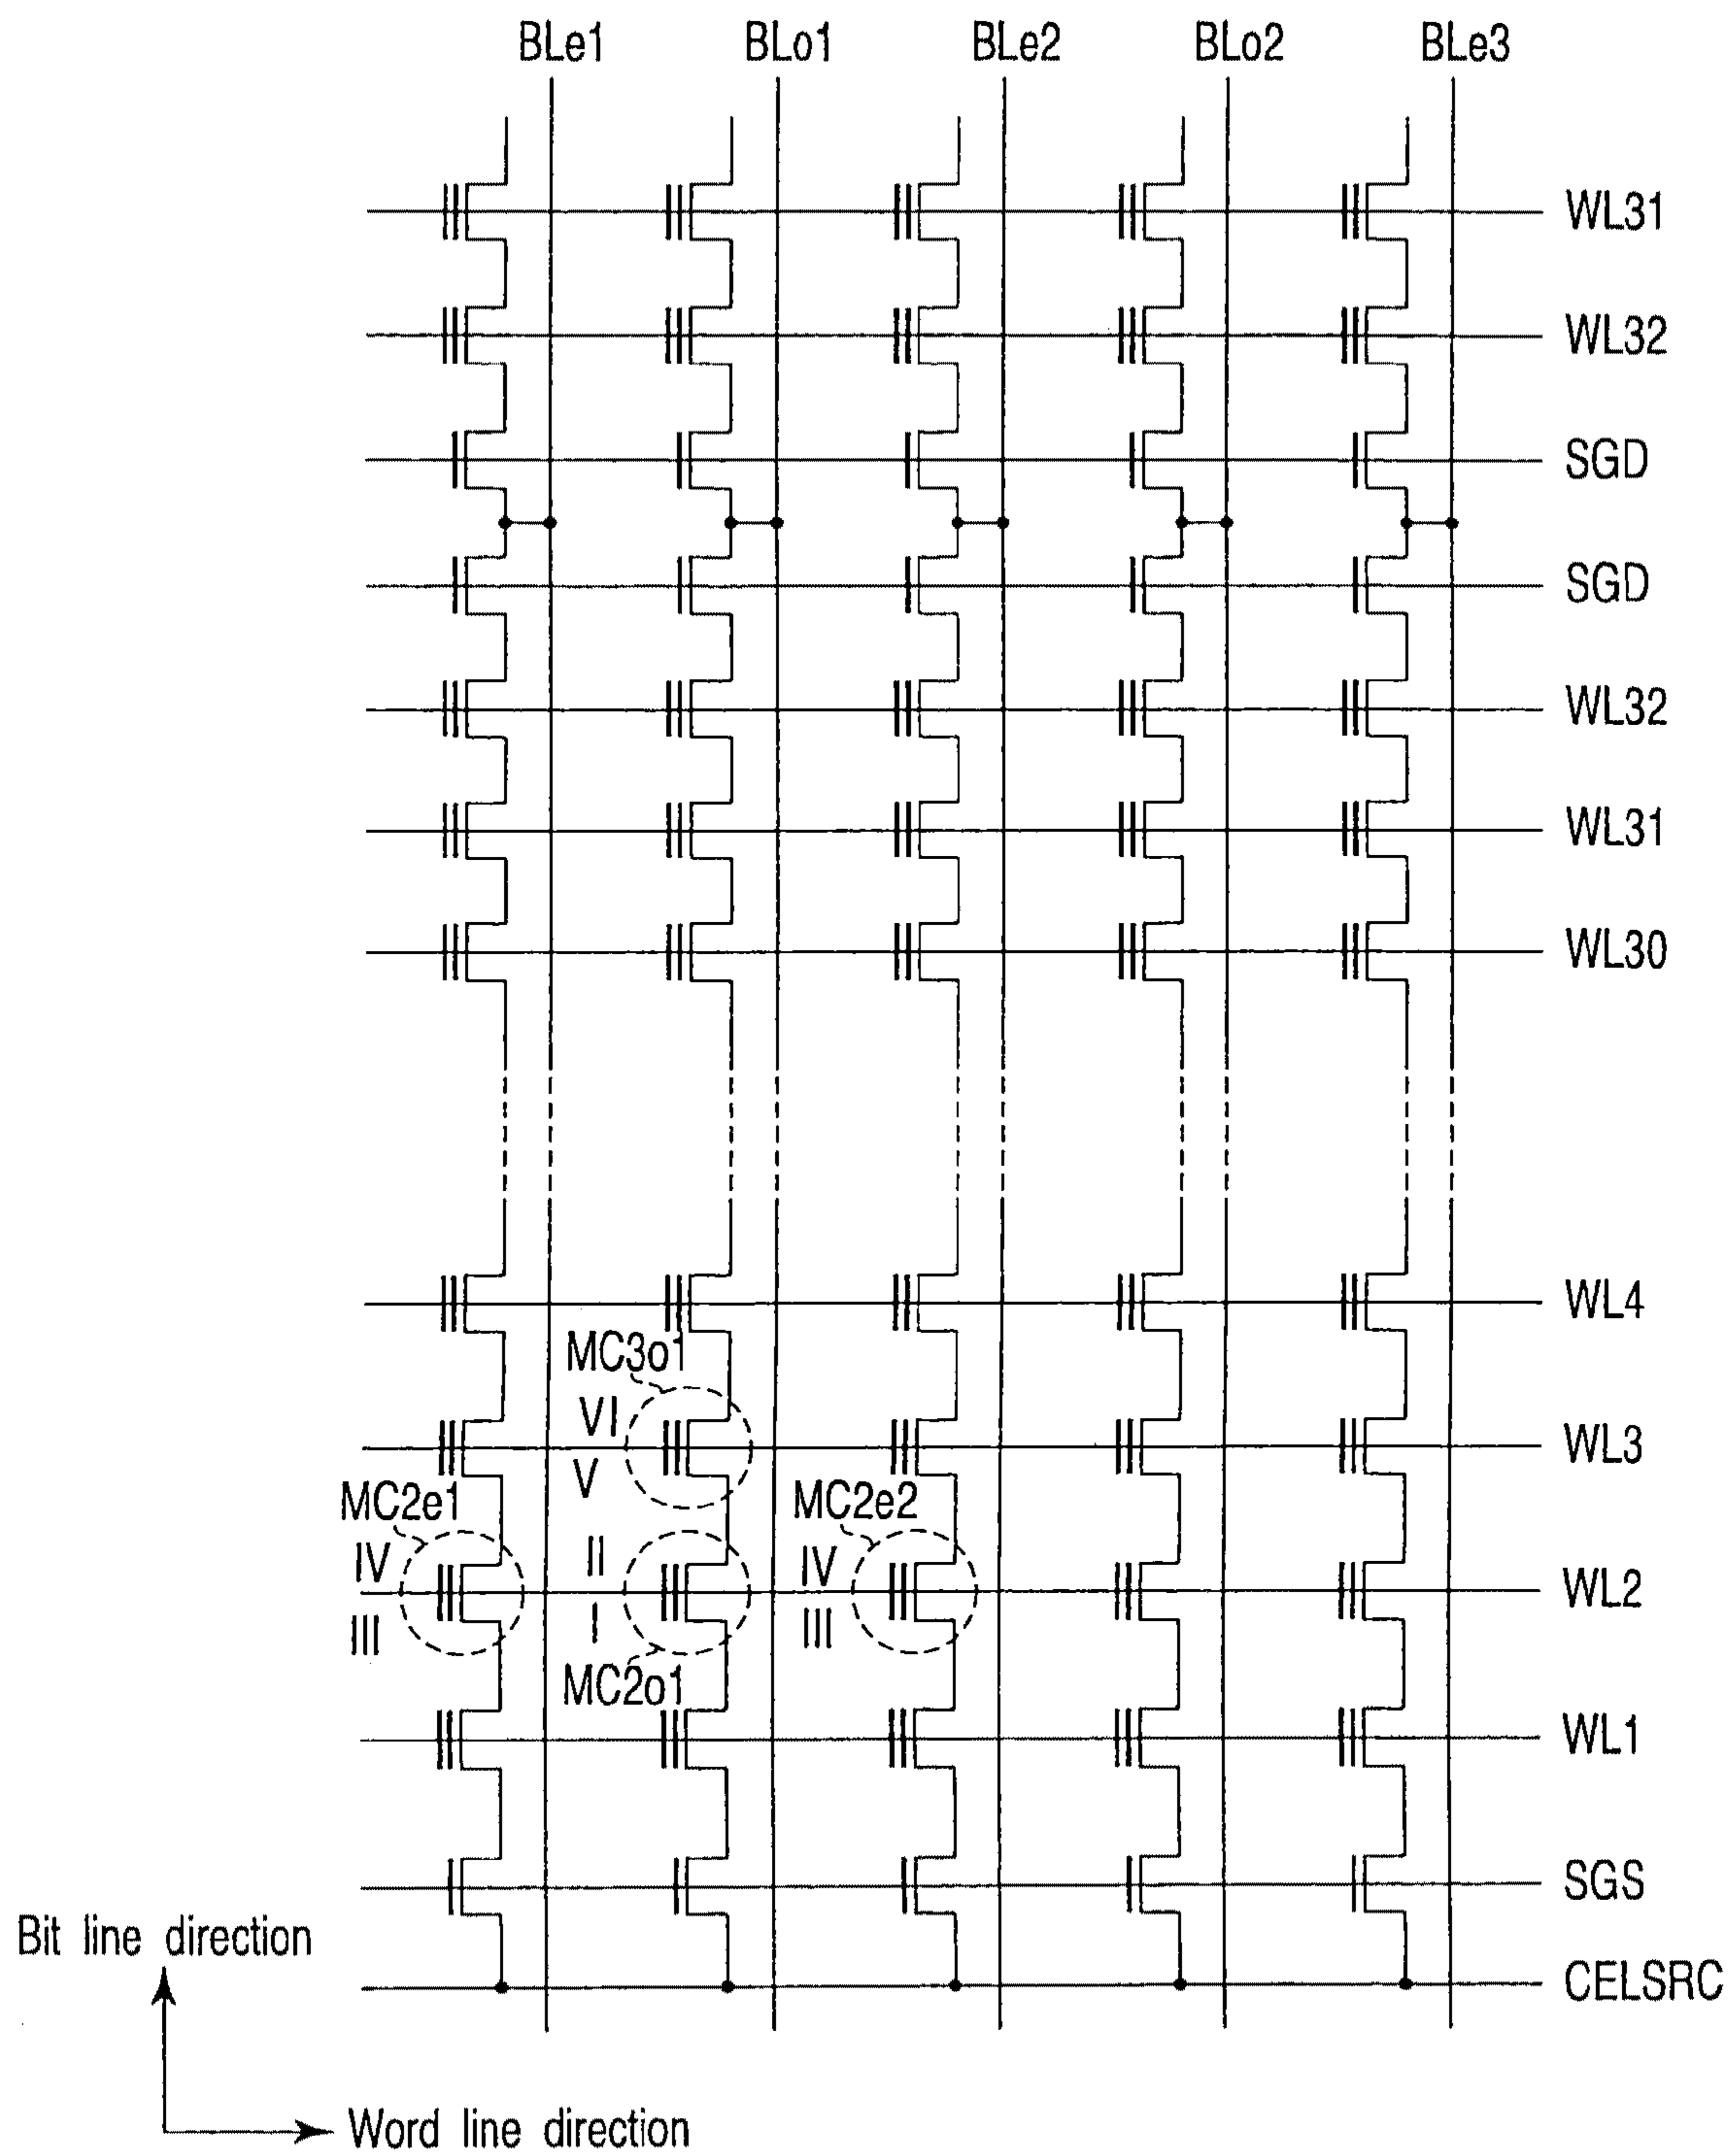 BLe1 BLo1 BLe2 BLo2 BLe3
WL31
WL32
SGD
SGD
WL32
WL31
WL30
WL4
MC3o1
VI
WL3
V
MC2e1 MC2e2
IV II IV
WL2
III I III
MC2o1
WL1
SGS
Bit line direction
CELSRC
Word line direction